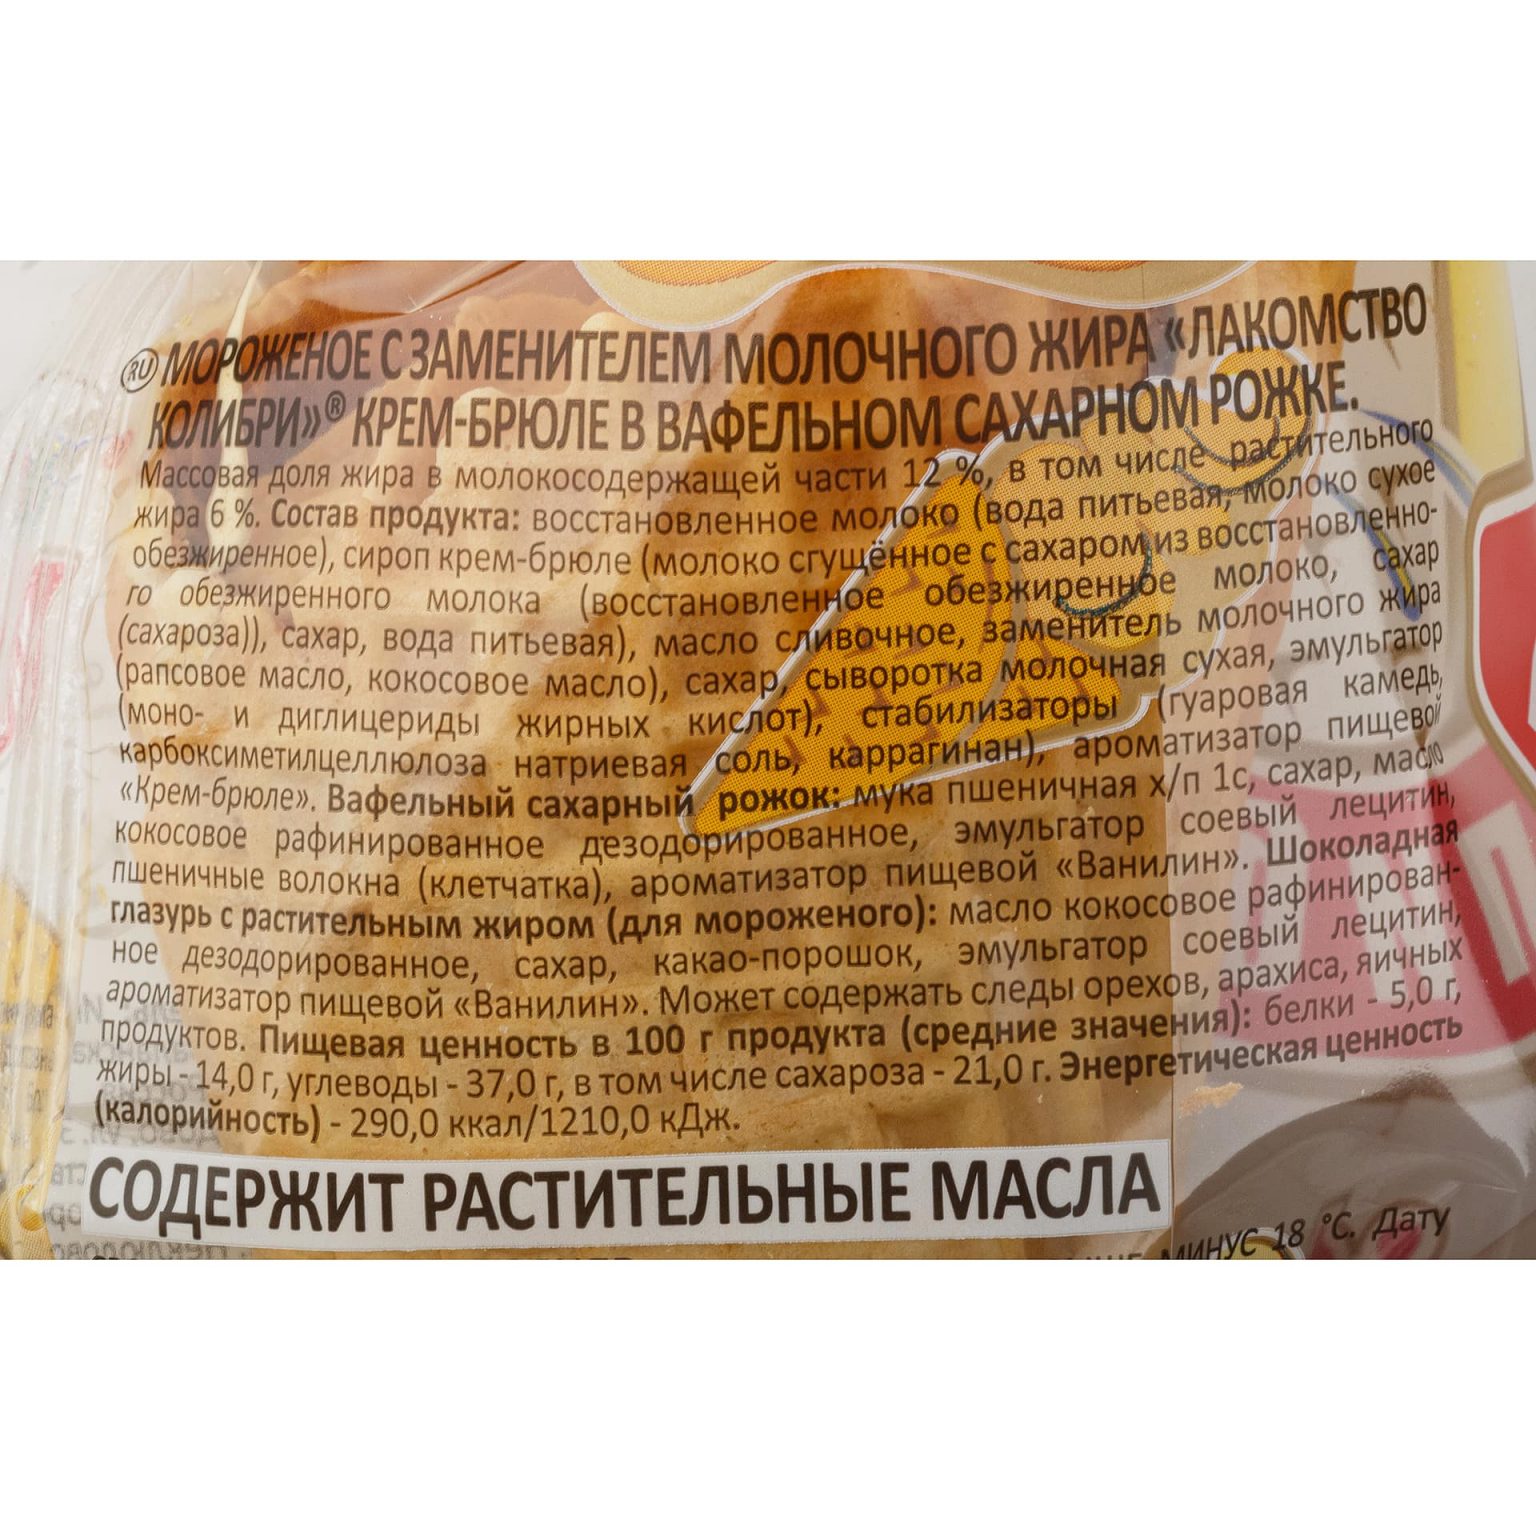 RU МОРОЖЕНОЕ С ЗАМЕНИТЕЛЕМ МОЛОЧНОГО ЖИРА «ЛАКОМСТВО
КОЛИБРИ»® КРЕМ-БРЮЛЕ В ВАФЕЛЬНОМ САХАРНОМ РОЖКЕ.
Массовая доля жира в молокосодержащей части 12 %, в том числе растительного
жира 6 %. Состав продукта: восстановленное молоко (вода питьевая, молоко сухое
обезжиренное), сироп крем-брюле (молоко сгущённое с сахаром из восстановленно-
го обезжиренного молока (восстановленное обезжиренное молоко, сахар
(сахароза)), сахар, вода питьевая), масло сливочное, заменитель молочного жира
(рапсовое масло, кокосовое масло), сахар, сыворотка молочная сухая, эмульгатор
(моно- и диглицериды жирных кислот), стабилизаторы (гуаровая камедь,
карбоксиметилцеллюлоза натриевая соль, каррагинан), ароматизатор пищевой
«Крем-брюле». Вафельный сахарный рожок: мука пшеничная х/п 1с, сахар, масло
кокосовое рафинированное дезодорированное, эмульгатор соевый лецитин,
пшеничные волокна (клетчатка), ароматизатор пищевой «Ванилин». Шоколадная
глазурь с растительным жиром (для мороженого): масло кокосовое рафинирован-
ное дезодорированное, сахар, какао-порошок, эмульгатор соевый лецитин,
ароматизатор пищевой «Ванилин». Может содержать следы орехов, арахиса, яичных
продуктов. Пищевая ценность в 100 г продукта (средние значения): белки - 5,0 г,
жиры - 14,0 г, углеводы - 37,0 г, в том числе сахароза - 21,0 г. Энергетическая ценность
(калорийность) - 290,0 ккал/1210,0 кДж.
СОДЕРЖИТ РАСТИТЕЛЬНЫЕ МАСЛА
МИНУС 18 °С. Дату